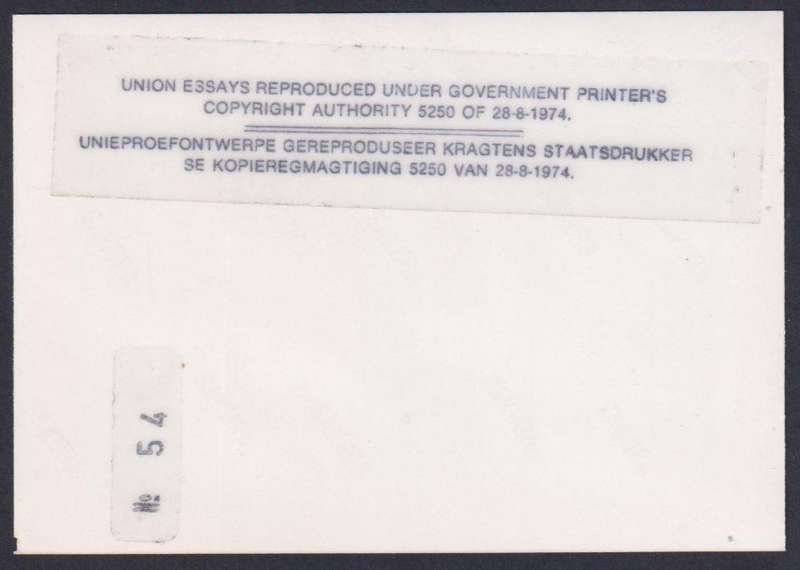 UNION ESSAYS REPRODUCED UNDER GOVERNMENT PRINTER'S
COPYRIGHT AUTHORITY 5250 OF 28-8-1974.
UNIEPROEFONTWERPE GEREPRODUSEER KRAGTENS STAATSDRUKKER
SE KOPIEREGMAGTIGING 5250 VAN 28-8-1974.
№ 54